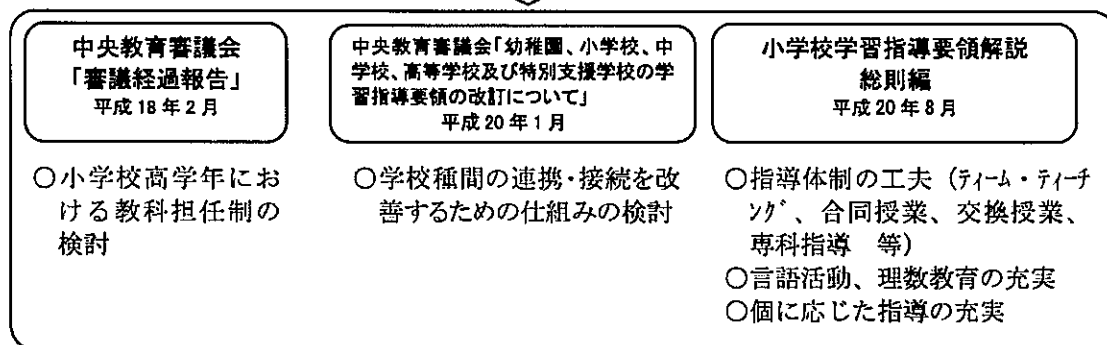 中央教育審議会
「審議経過報告」
平成18年2月
○小学校高学年にお
ける教科担任制の
検討
中央教育審議会「幼稚園、小学校、中
学校、高等学校及び特別支援学校の学
習指導要領の改訂について」
平成20年1月
○学校種間の連携・接続を改
善するための仕組みの検討
小学校学習指導要領解説
総則編
平成20年8月
○指導体制の工夫（ﾃｨｰﾑ・ﾃｨｰﾁ
ﾝｸﾞ、合同授業、交換授業、
専科指導　等）
○言語活動、理数教育の充実
○個に応じた指導の充実